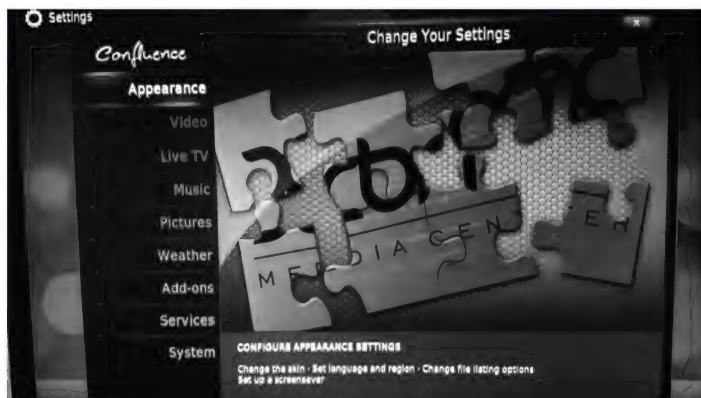 Settings
Change Your Settings
x
Confluence
Appearance
Video
Live TV
Music
Pictures
Weather
Add-ons
Services
System
MEDIA CENTER
CONFIGURE APPEARANCE SETTINGS
Change the skin · Set language and region · Change file listing options
Set up a screensaver